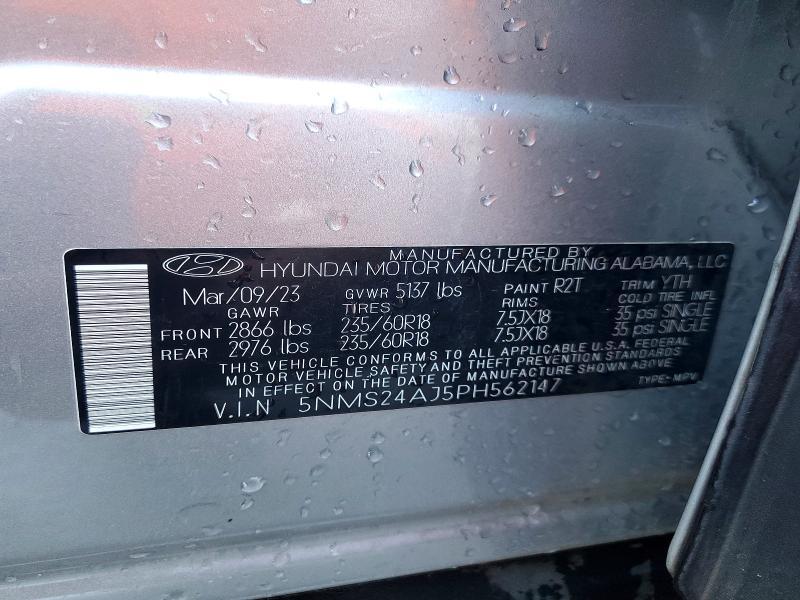 MANUFACTURED BY
HYUNDAI MOTOR MANUFACTURING ALABAMA, LLC
Mar/09/23 GVWR 5137 lbs PAINT R2T TRIM YTH
GAWR TIRES RIMS COLD TIRE INFL
FRONT 2866 lbs 235/60R18 7.5JX18 35 psi SINGLE
REAR 2976 lbs 235/60R18 7.5JX18 35 psi SINGLE
THIS VEHICLE CONFORMS TO ALL APPLICABLE U.S.A. FEDERAL
MOTOR VEHICLE SAFETY AND THEFT PREVENTION STANDARDS
IN EFFECT ON THE DATE OF MANUFACTURE SHOWN ABOVE
V.I.N 5NMS24AJ5PH562147 TYPE-MPV